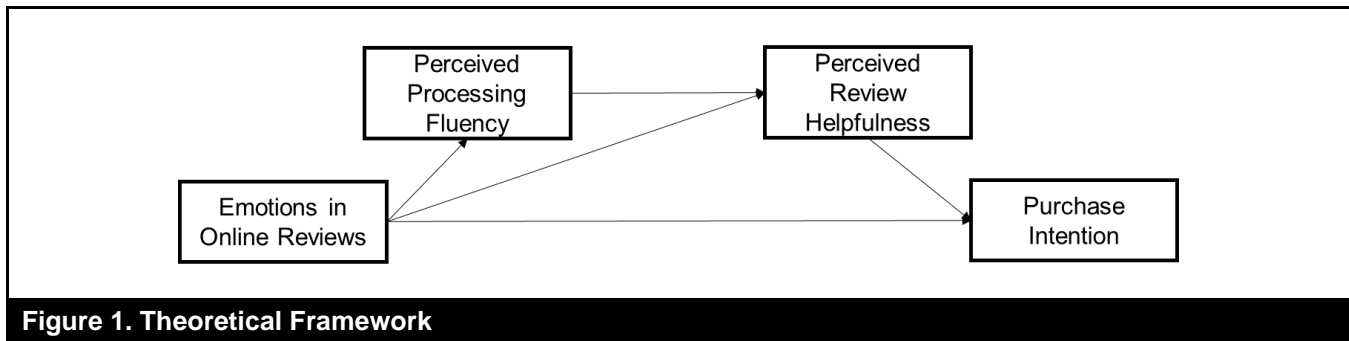 Perceived
Processing
Fluency
Perceived
Review
Helpfulness
Emotions in
Online Reviews
Purchase
Intention
Figure 1. Theoretical Framework